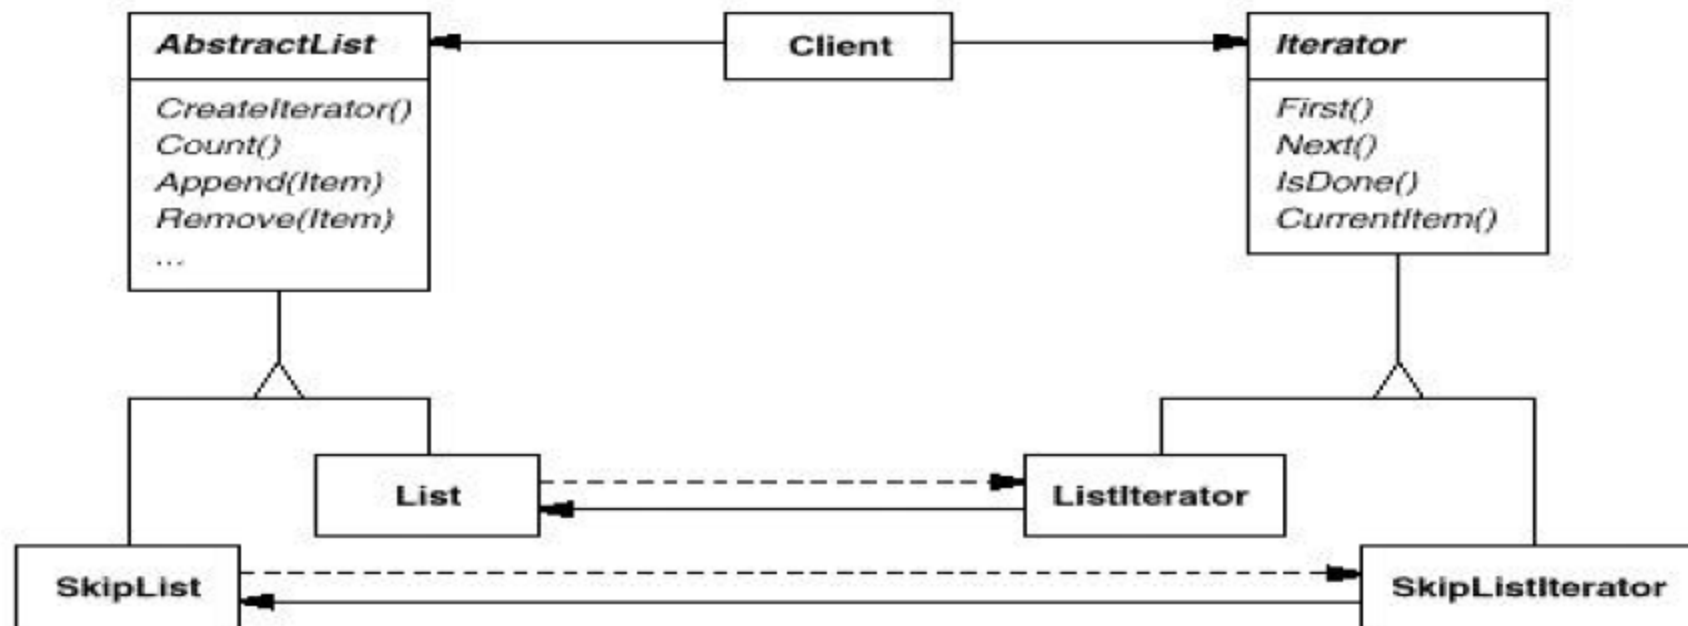 AbstractList
CreateIterator()
Count()
Append(Item)
Remove(Item)
...
Client
Iterator
First()
Next()
IsDone()
CurrentItem()
List
ListIterator
SkipList
SkipListIterator